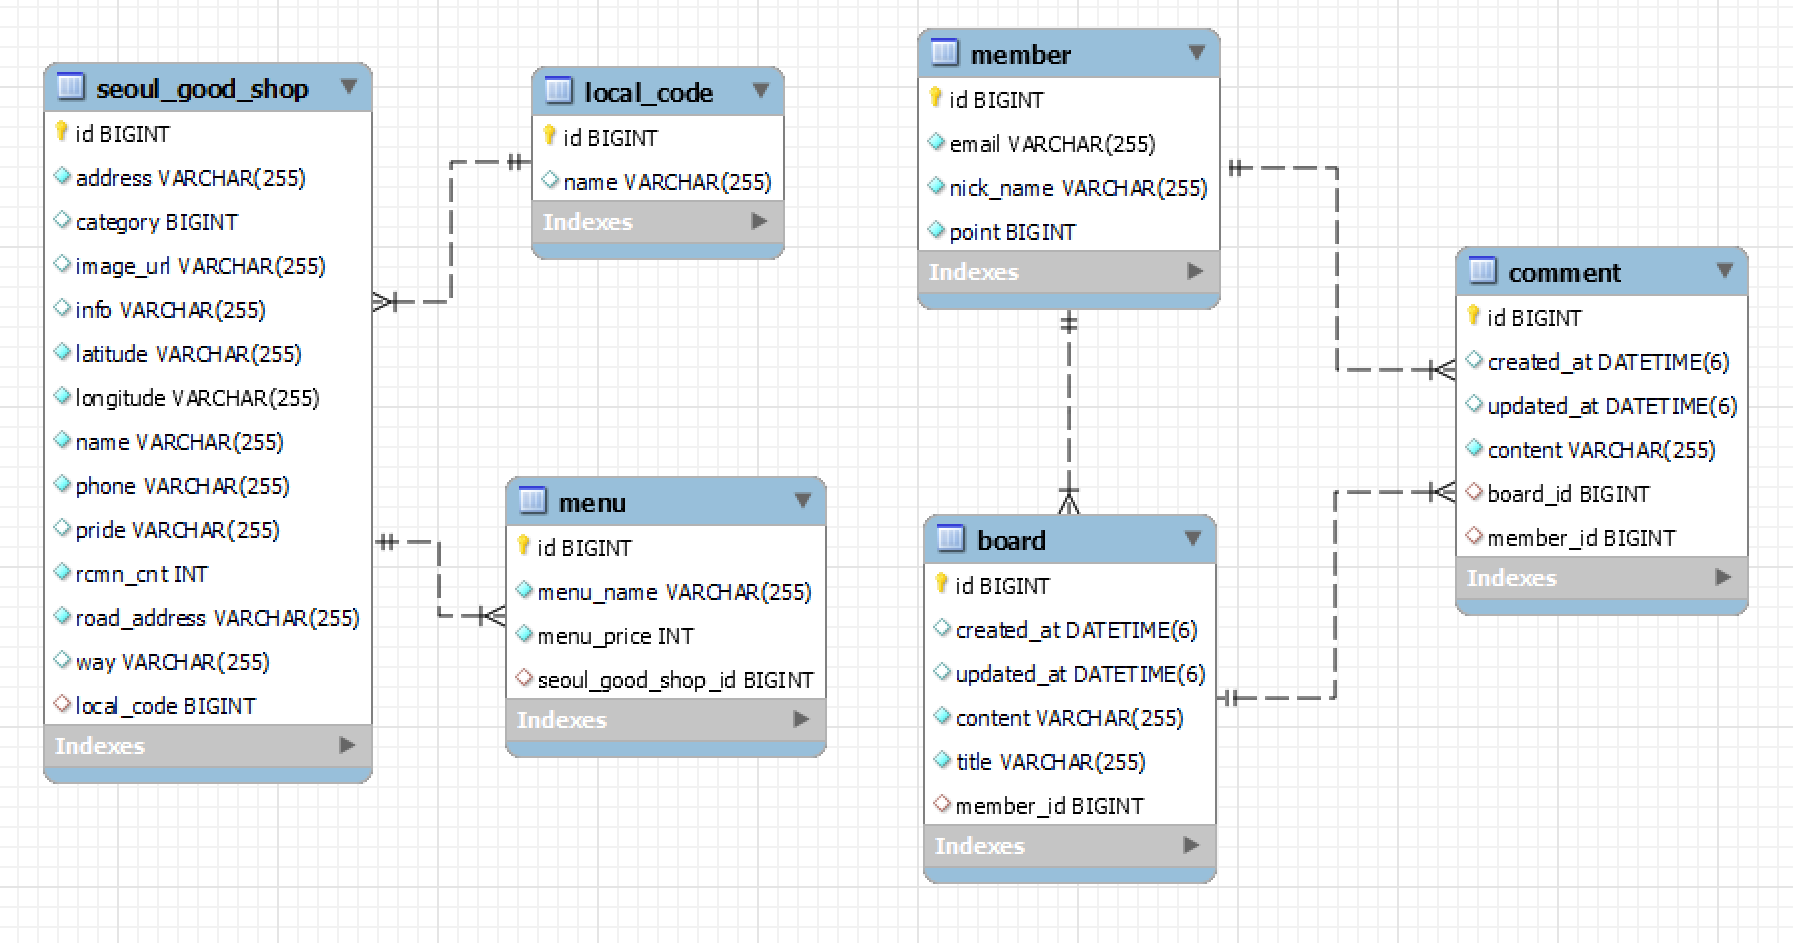 seoul_good_shop
id BIGINT
address VARCHAR(255)
category BIGINT
image_url VARCHAR(255)
info VARCHAR(255)
latitude VARCHAR(255)
longitude VARCHAR(255)
name VARCHAR(255)
phone VARCHAR(255)
pride VARCHAR(255)
rcmn_cnt INT
road_address VARCHAR(255)
way VARCHAR(255)
local_code BIGINT
Indexes
local_code
id BIGINT
name VARCHAR(255)
Indexes
menu
id BIGINT
menu_name VARCHAR(255)
menu_price INT
seoul_good_shop_id BIGINT
Indexes
member
id BIGINT
email VARCHAR(255)
nick_name VARCHAR(255)
point BIGINT
Indexes
board
id BIGINT
created_at DATETIME(6)
updated_at DATETIME(6)
content VARCHAR(255)
title VARCHAR(255)
member_id BIGINT
Indexes
comment
id BIGINT
created_at DATETIME(6)
updated_at DATETIME(6)
content VARCHAR(255)
board_id BIGINT
member_id BIGINT
Indexes